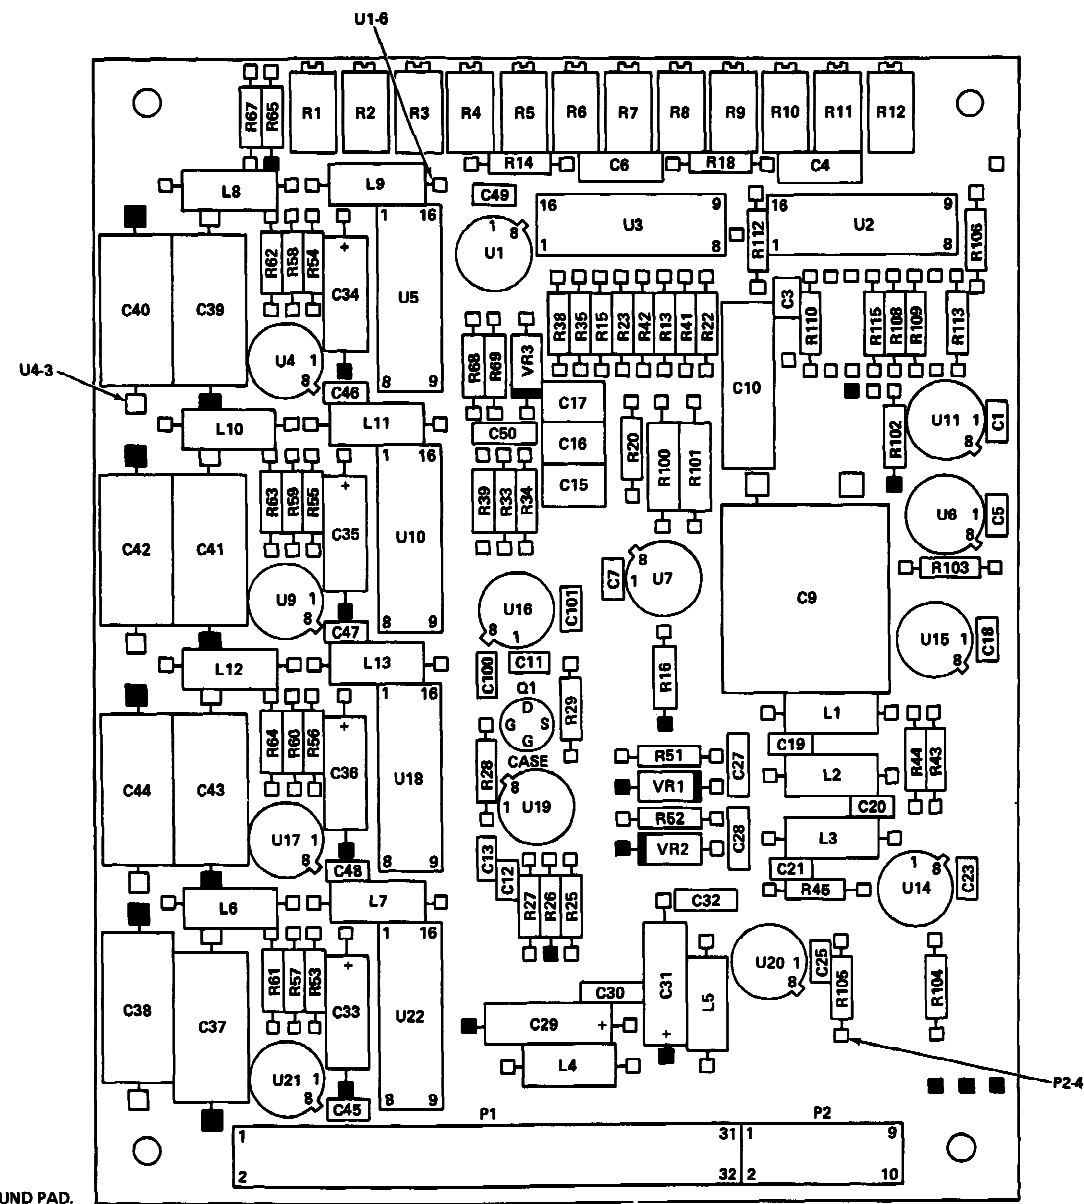 U1-6
R67
R65
R1 R2 R3 R4 R5 R6 R7 R8 R9 R10 R11 R12
R14 C6 R18 C4
L8 L9 C49
1 16
U5
8 9
1
8
U1
16 9
U3
1 8
R112
16 9
U2
1 8
R106
C40 C39
R62 R58 R54
+
C34
U4 1
8
C46
U4-3
R68 R69 VR3
R38 R35 R15 R23 R42 R13 R41 R22
C3
R110 R115 R108 R109 R113
C10
C17
C16
C15
C50
R39 R33 R34
R20 R100 R101
R102
U11 1
8
C1
U6 1
8
C5
R103
L10 L11
1 16
U10
8 9
C42 C41
R63 R59 R55
+
C35
U9 1
8
C47
C7
8
1 U7
C9
U15 1
8
C18
U16
8 1
C101
C100
C11
R16
L12 L13
1 16
U18
8 9
C44 C43
R64 R60 R56
+
C36
U17 1
8
C48
Q1
D
G S
G
CASE
R29
R28
8
1 U19
R51
VR1
C27
R52
VR2
C28
L1
C19
L2
C20
L3
C21
R45
R44 R43
1
8
U14
C23
C13
C12
R27 R26 R25
C32
L6 L7
1 16
U22
8 9
C38 C37
R61 R57 R53
+
C33
U21 1
8
C45
C30
C29 +
L4
C31
+
L5
U20 1
8
C25
R105
R104
P2-4
P1 P2
1 31 1 9
2 32 2 10
UND PAD.